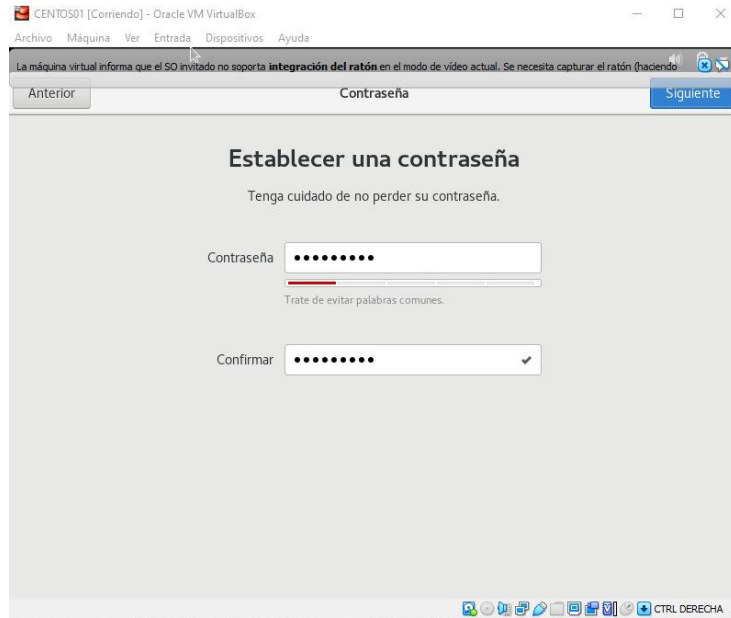 CENTOS01 [Corriendo] - Oracle VM VirtualBox
Archivo Máquina Ver Entrada Dispositivos Ayuda
La máquina virtual informa que el SO invitado no soporta integración del ratón en el modo de vídeo actual. Se necesita capturar el ratón (haciendo
Anterior Contraseña Siguiente
Establecer una contraseña
Tenga cuidado de no perder su contraseña.
Contraseña •••••••••
Trate de evitar palabras comunes.
Confirmar •••••••••
CTRL DERECHA